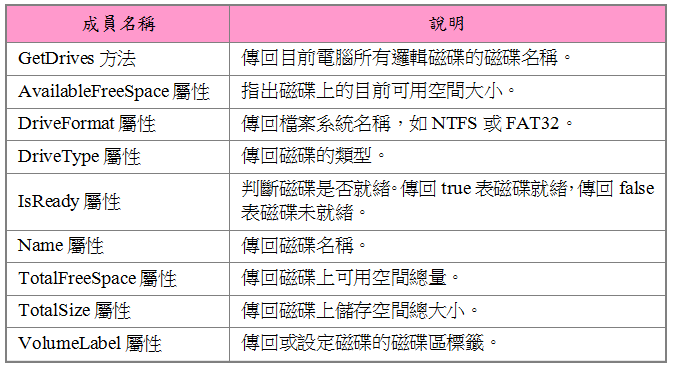 成員名稱 說明
GetDrives 方法 傳回目前電腦所有邏輯磁碟的磁碟名稱。
AvailableFreeSpace 屬性 指出磁碟上的目前可用空間大小。
DriveFormat 屬性 傳回檔案系統名稱，如 NTFS 或 FAT32。
DriveType 屬性 傳回磁碟的類型。
IsReady 屬性 判斷磁碟是否就緒。傳回 true 表磁碟就緒，傳回 false
表磁碟未就緒。
Name 屬性 傳回磁碟名稱。
TotalFreeSpace 屬性 傳回磁碟上可用空間總量。
TotalSize 屬性 傳回磁碟上儲存空間總大小。
VolumeLabel 屬性 傳回或設定磁碟的磁碟區標籤。